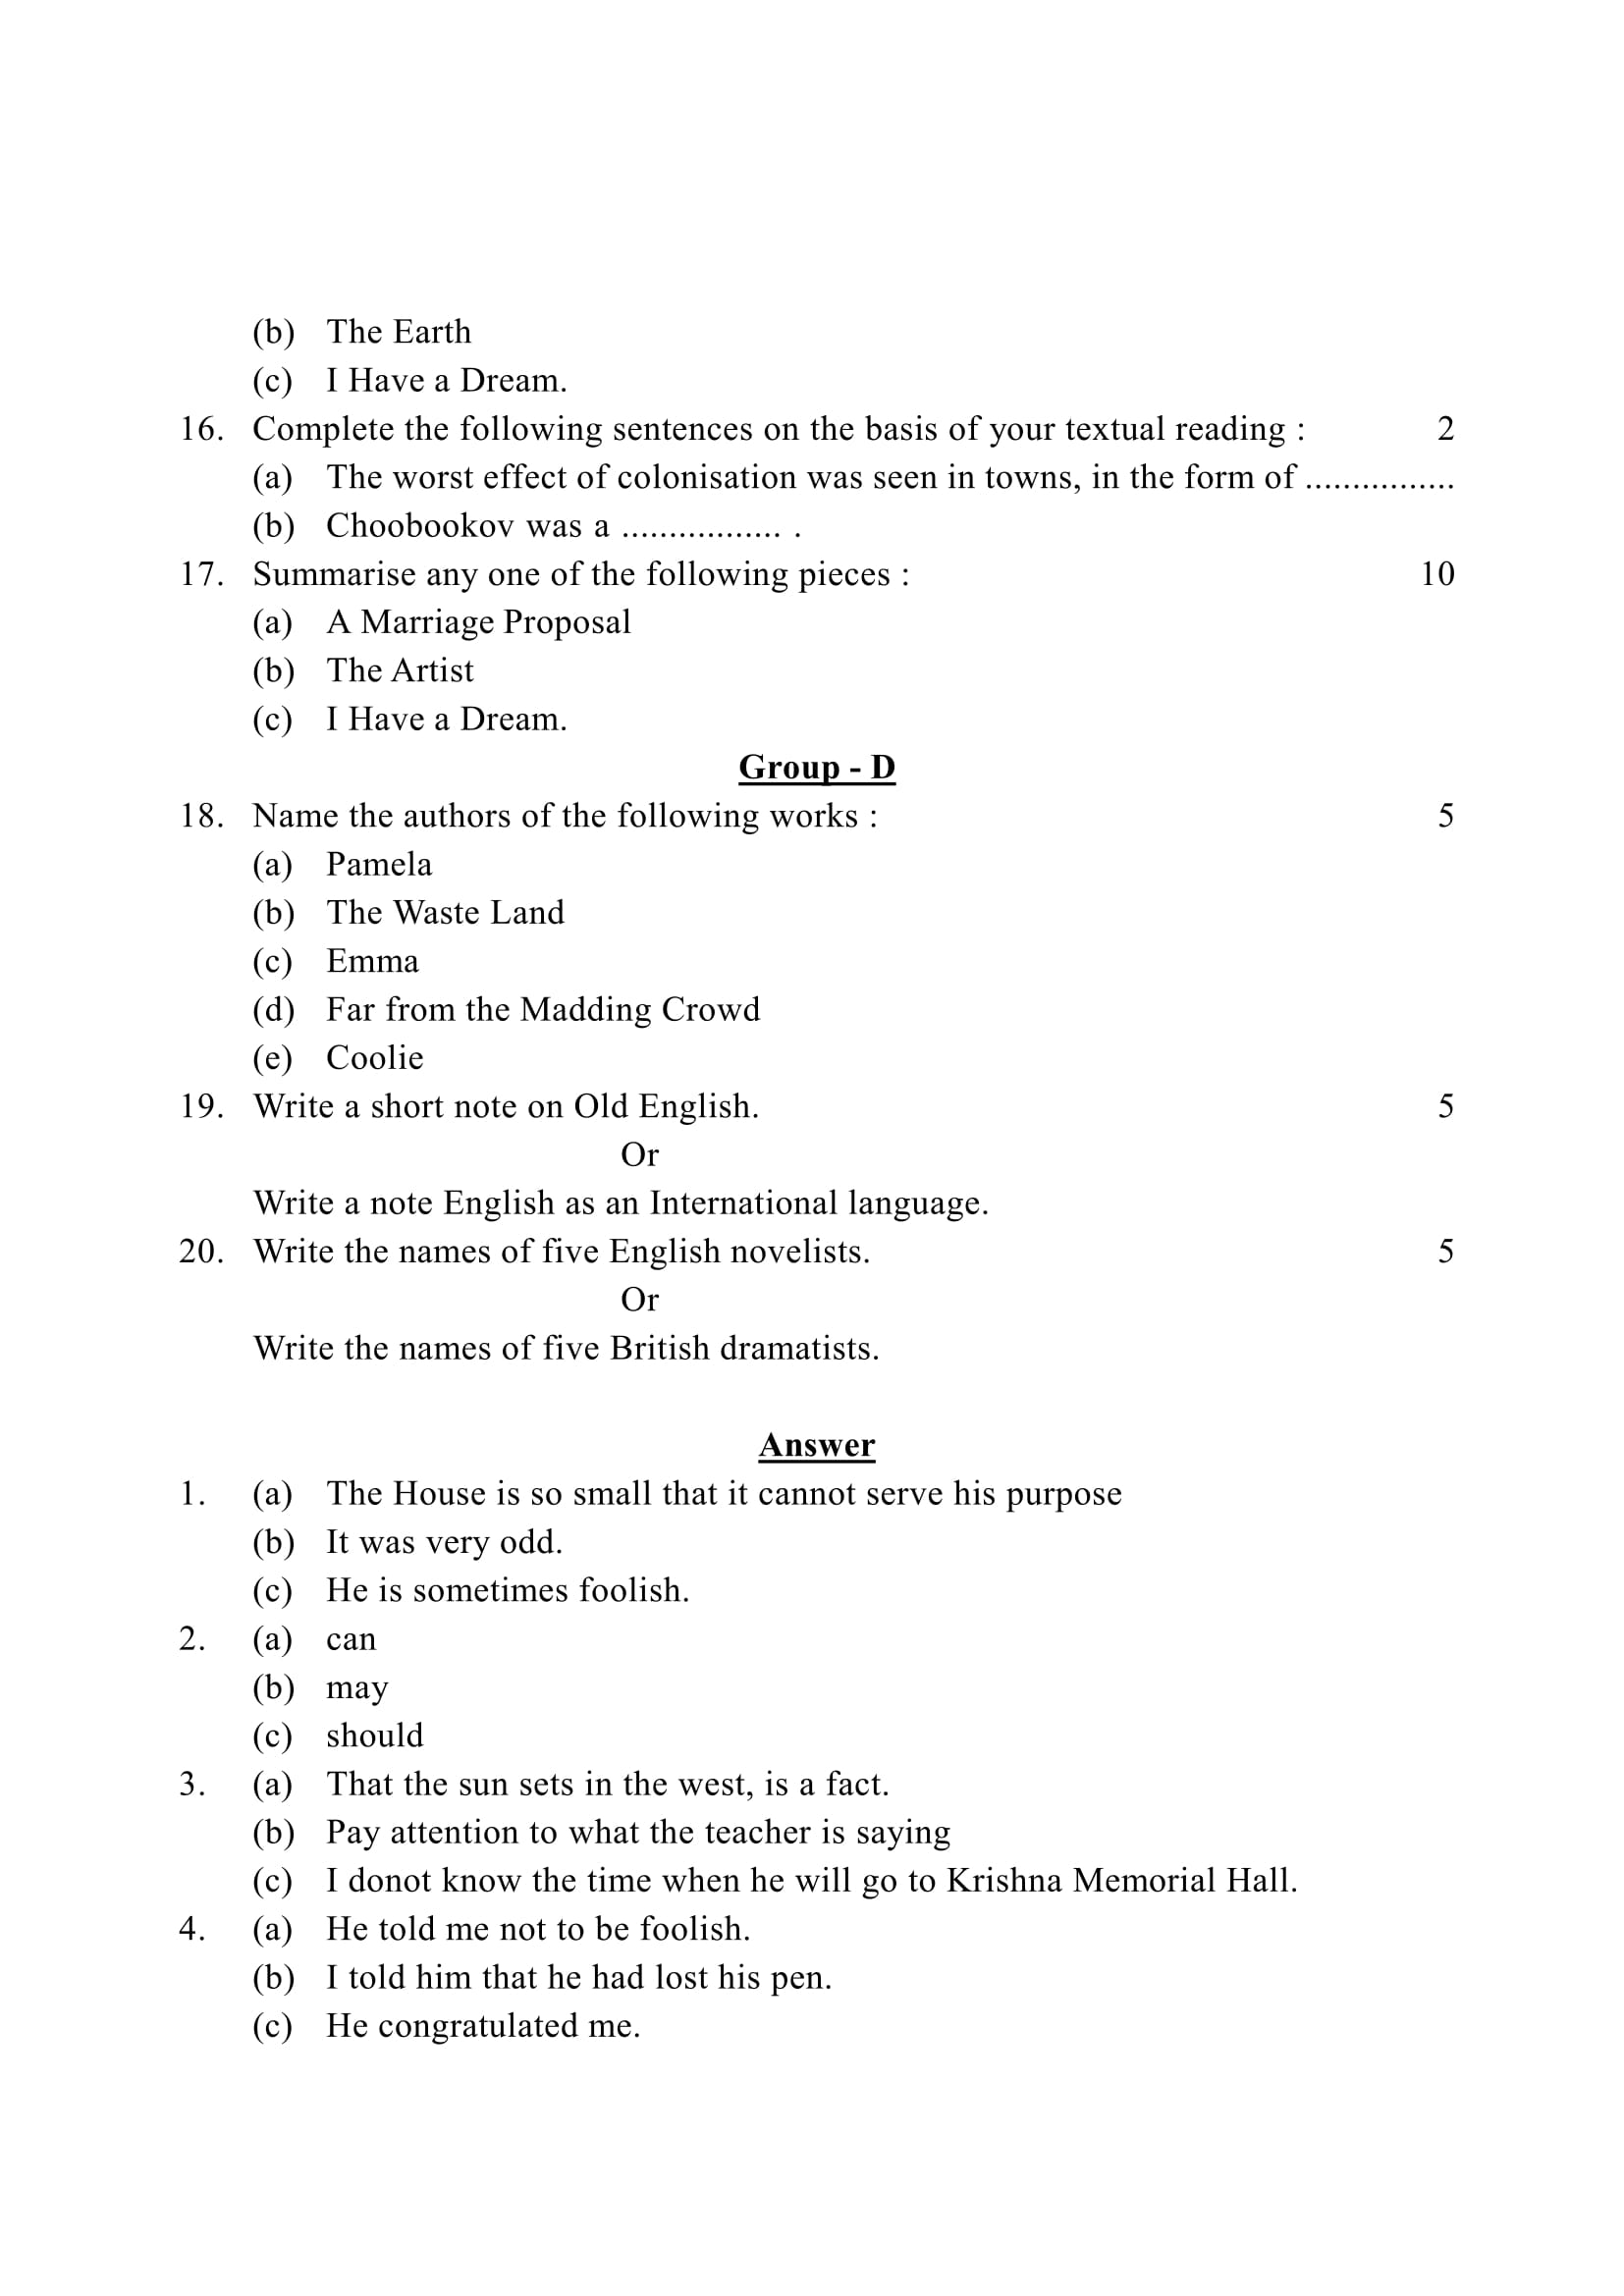 (b) The Earth
(c) I Have a Dream.
16. Complete the following sentences on the basis of your textual reading : 2
(a) The worst effect of colonisation was seen in towns, in the form of ................
(b) Choobookov was a ................. .
17. Summarise any one of the following pieces : 10
(a) A Marriage Proposal
(b) The Artist
(c) I Have a Dream.
Group - D
18. Name the authors of the following works : 5
(a) Pamela
(b) The Waste Land
(c) Emma
(d) Far from the Madding Crowd
(e) Coolie
19. Write a short note on Old English. 5
Or
Write a note English as an International language.
20. Write the names of five English novelists. 5
Or
Write the names of five British dramatists.
Answer
1. (a) The House is so small that it cannot serve his purpose
(b) It was very odd.
(c) He is sometimes foolish.
2. (a) can
(b) may
(c) should
3. (a) That the sun sets in the west, is a fact.
(b) Pay attention to what the teacher is saying
(c) I donot know the time when he will go to Krishna Memorial Hall.
4. (a) He told me not to be foolish.
(b) I told him that he had lost his pen.
(c) He congratulated me.